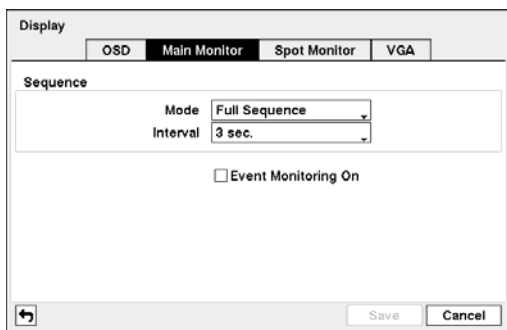 Display
OSD Main Monitor Spot Monitor VGA
Sequence
Mode Full Sequence
Interval 3 sec.
Event Monitoring On
Save Cancel